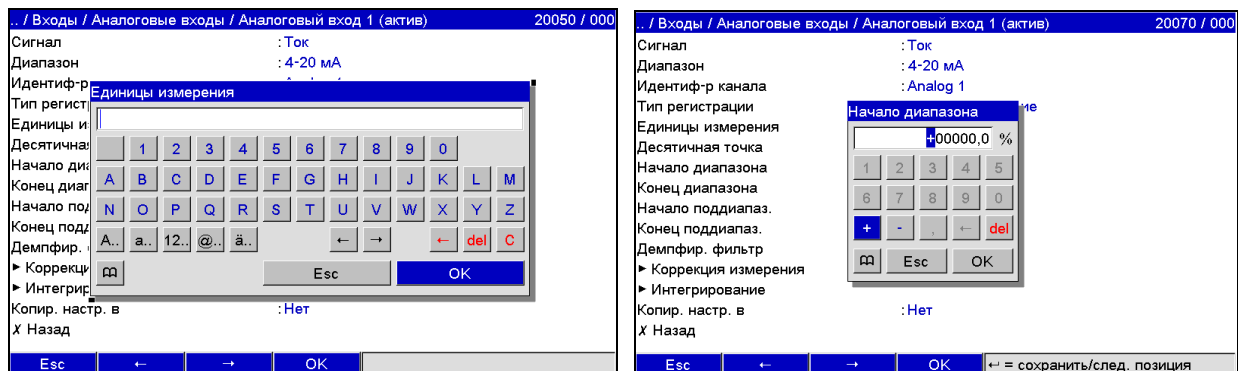 .. / Входы / Аналоговые входы / Аналоговый вход 1 (актив) 20050 / 000
Сигнал : Ток
Диапазон : 4-20 мА
Идентиф-р
Тип регист
Единицы и
Десятична
Начало диа
Конец диап
Начало под
Конец подд
Демпфир.
► Коррекци
► Интегрир
Копир. настр. в : Нет
✗ Назад
Единицы измерения
1 2 3 4 5 6 7 8 9 0
A B C D E F G H I J K L M
N O P Q R S T U V W X Y Z
A.. a.. 12.. @.. ä.. ← → ← del C
Esc OK
Esc ← → OK
.. / Входы / Аналоговые входы / Аналоговый вход 1 (актив) 20070 / 000
Сигнал : Ток
Диапазон : 4-20 мА
Идентиф-р канала : Analog 1
Тип регистрации ие
Единицы измерения
Десятичная точка
Начало диапазона
Конец диапазона
Начало поддиапаз.
Конец поддиапаз.
Демпфир. фильтр
► Коррекция измерения
► Интегрирование
Копир. настр. в : Нет
✗ Назад
Начало диапазона
+00000,0 %
1 2 3 4 5
6 7 8 9 0
+ - , ← del
Esc OK
Esc ← → OK ↵ = сохранить/след. позиция